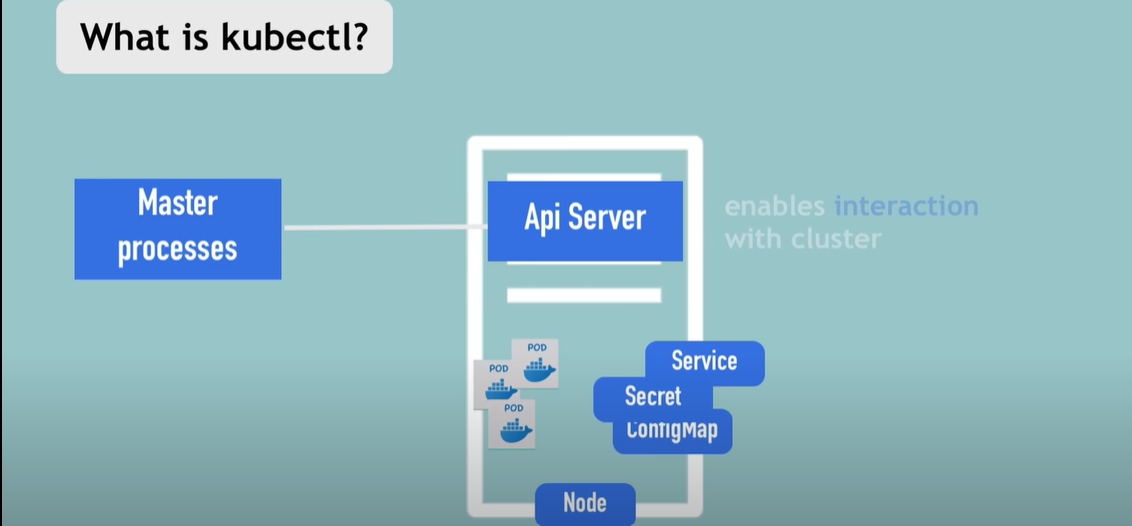 What is kubectl?
Master
processes
Api Server
enables interaction
with cluster
POD
POD
POD
Service
Secret
ConfigMap
Node